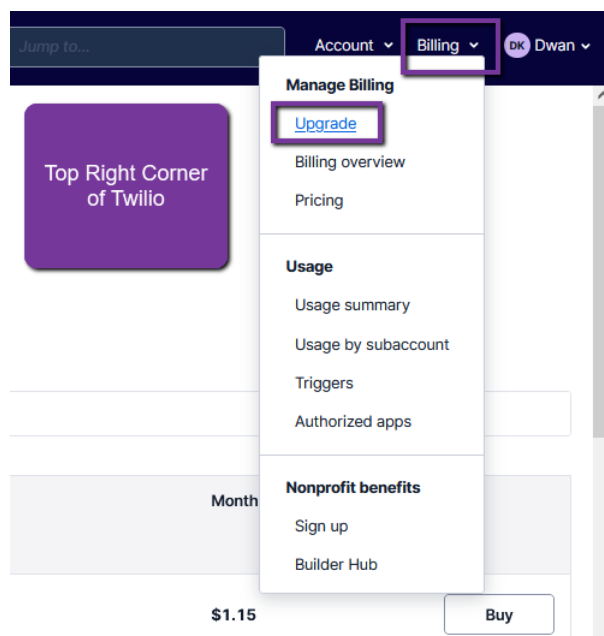 Jump to...
Account
Billing
DK Dwan
Manage Billing
Upgrade
Billing overview
Pricing
Top Right Corner
of Twilio
Usage
Usage summary
Usage by subaccount
Triggers
Authorized apps
Nonprofit benefits
Sign up
Builder Hub
Month
$1.15
Buy